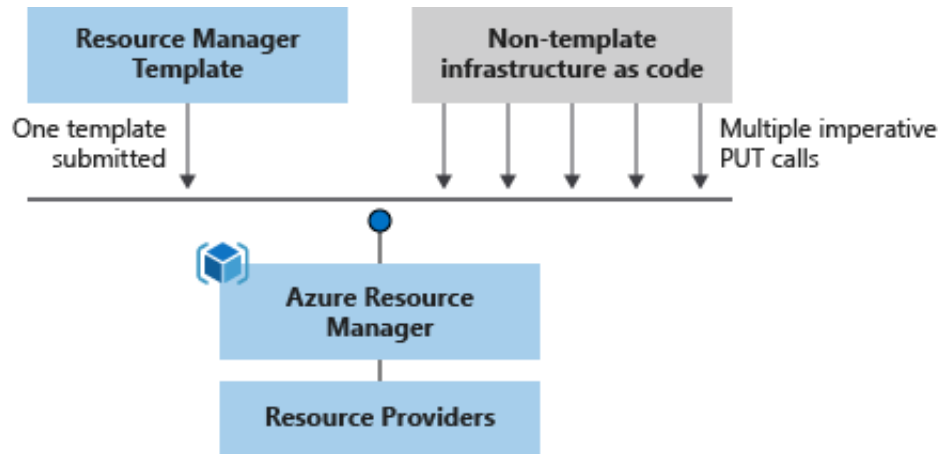 Resource Manager
Template
Non-template
infrastructure as code
One template
submitted
Multiple imperative
PUT calls
Azure Resource
Manager
Resource Providers